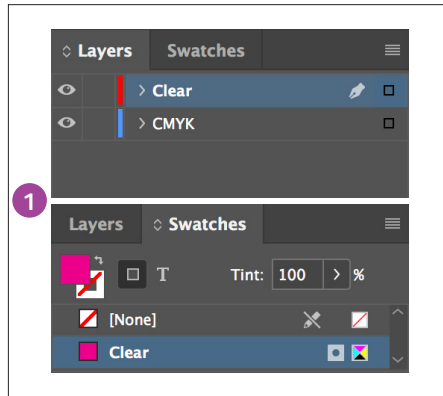 Layers Swatches
Clear
CMYK
1
Layers Swatches
T Tint: 100 %
[None]
Clear